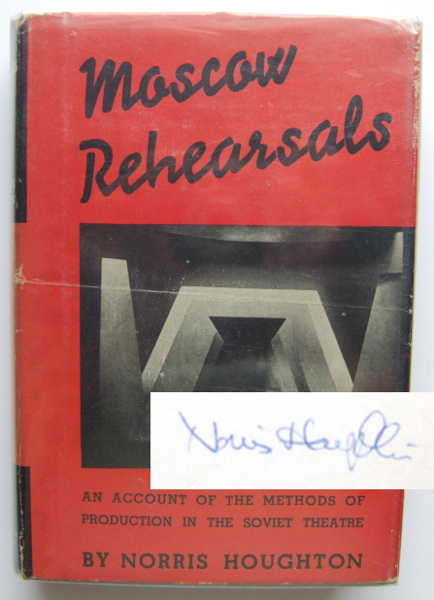 Moscow
Rehearsals
Norris Houghton
AN ACCOUNT OF THE METHODS OF
PRODUCTION IN THE SOVIET THEATRE
BY NORRIS HOUGHTON